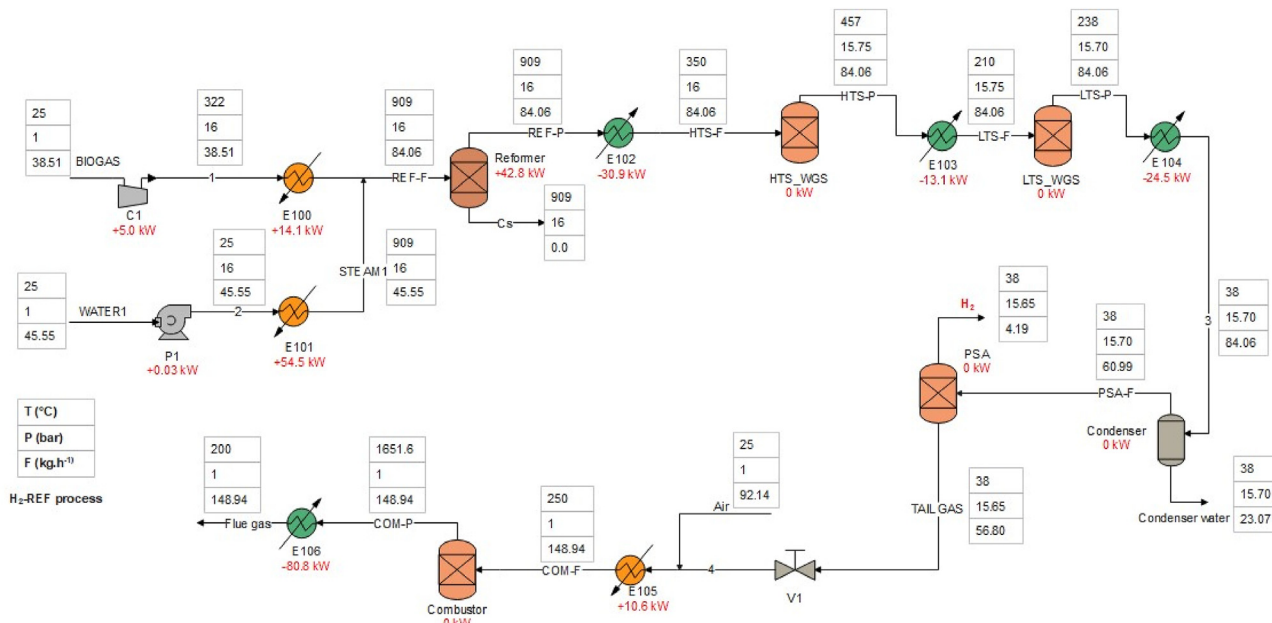 457
15.75
84.06
238
15.70
84.06
909
16
84.06
350
16
84.06
210
15.75
84.06
322
16
38.51
909
16
84.06
25
1
38.51
HTS-P
LTS-P
REF-P
HTS-F
LTS-F
BIOGAS
1
REF-F
Reformer
+42.8 kW
E102
-30.9 kW
HTS_WGS
0 kW
E103
-13.1 kW
LTS_WGS
0 kW
E104
-24.5 kW
C1
+5.0 kW
E100
+14.1 kW
Cs
909
16
0.0
25
16
45.55
STEAM1
909
16
45.55
25
1
45.55
WATER1
2
P1
+0.03 kW
E101
+54.5 kW
H₂
38
15.65
4.19
38
15.70
60.99
3
38
15.70
84.06
PSA
0 kW
PSA-F
Condenser
0 kW
38
15.70
23.07
Condenser water
T (°C)
P (bar)
F (kg.h⁻¹)
H₂-REF process
200
1
148.94
1651.6
1
148.94
250
1
148.94
25
1
92.14
Air
TAIL GAS
38
15.65
56.80
Flue gas
E106
-80.8 kW
COM-P
Combustor
0 kW
COM-F
E105
+10.6 kW
4
V1